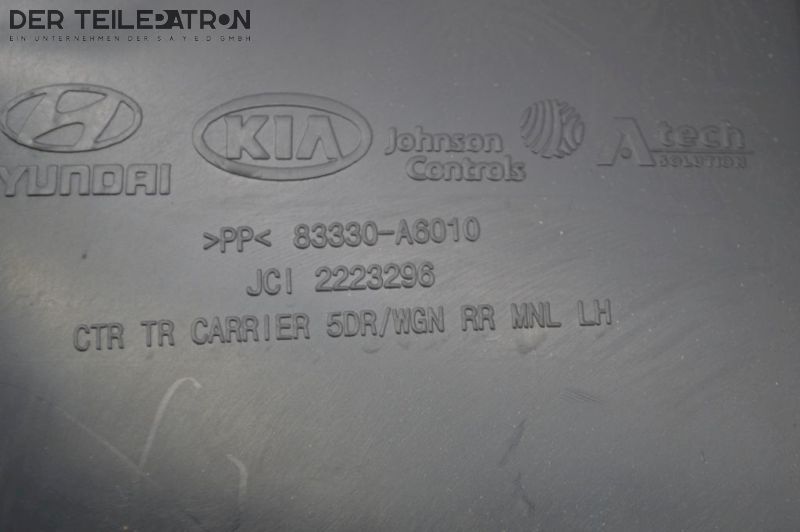 DER TEILEPATRON
EIN UNTERNEHMEN DER S A Y E D GMBH
HYUNDAI KIA Johnson Controls Atech SOLUTION
>PP< 83330-A6010
JCI 2223296
CTR TR CARRIER 5DR/WGN RR MNL LH